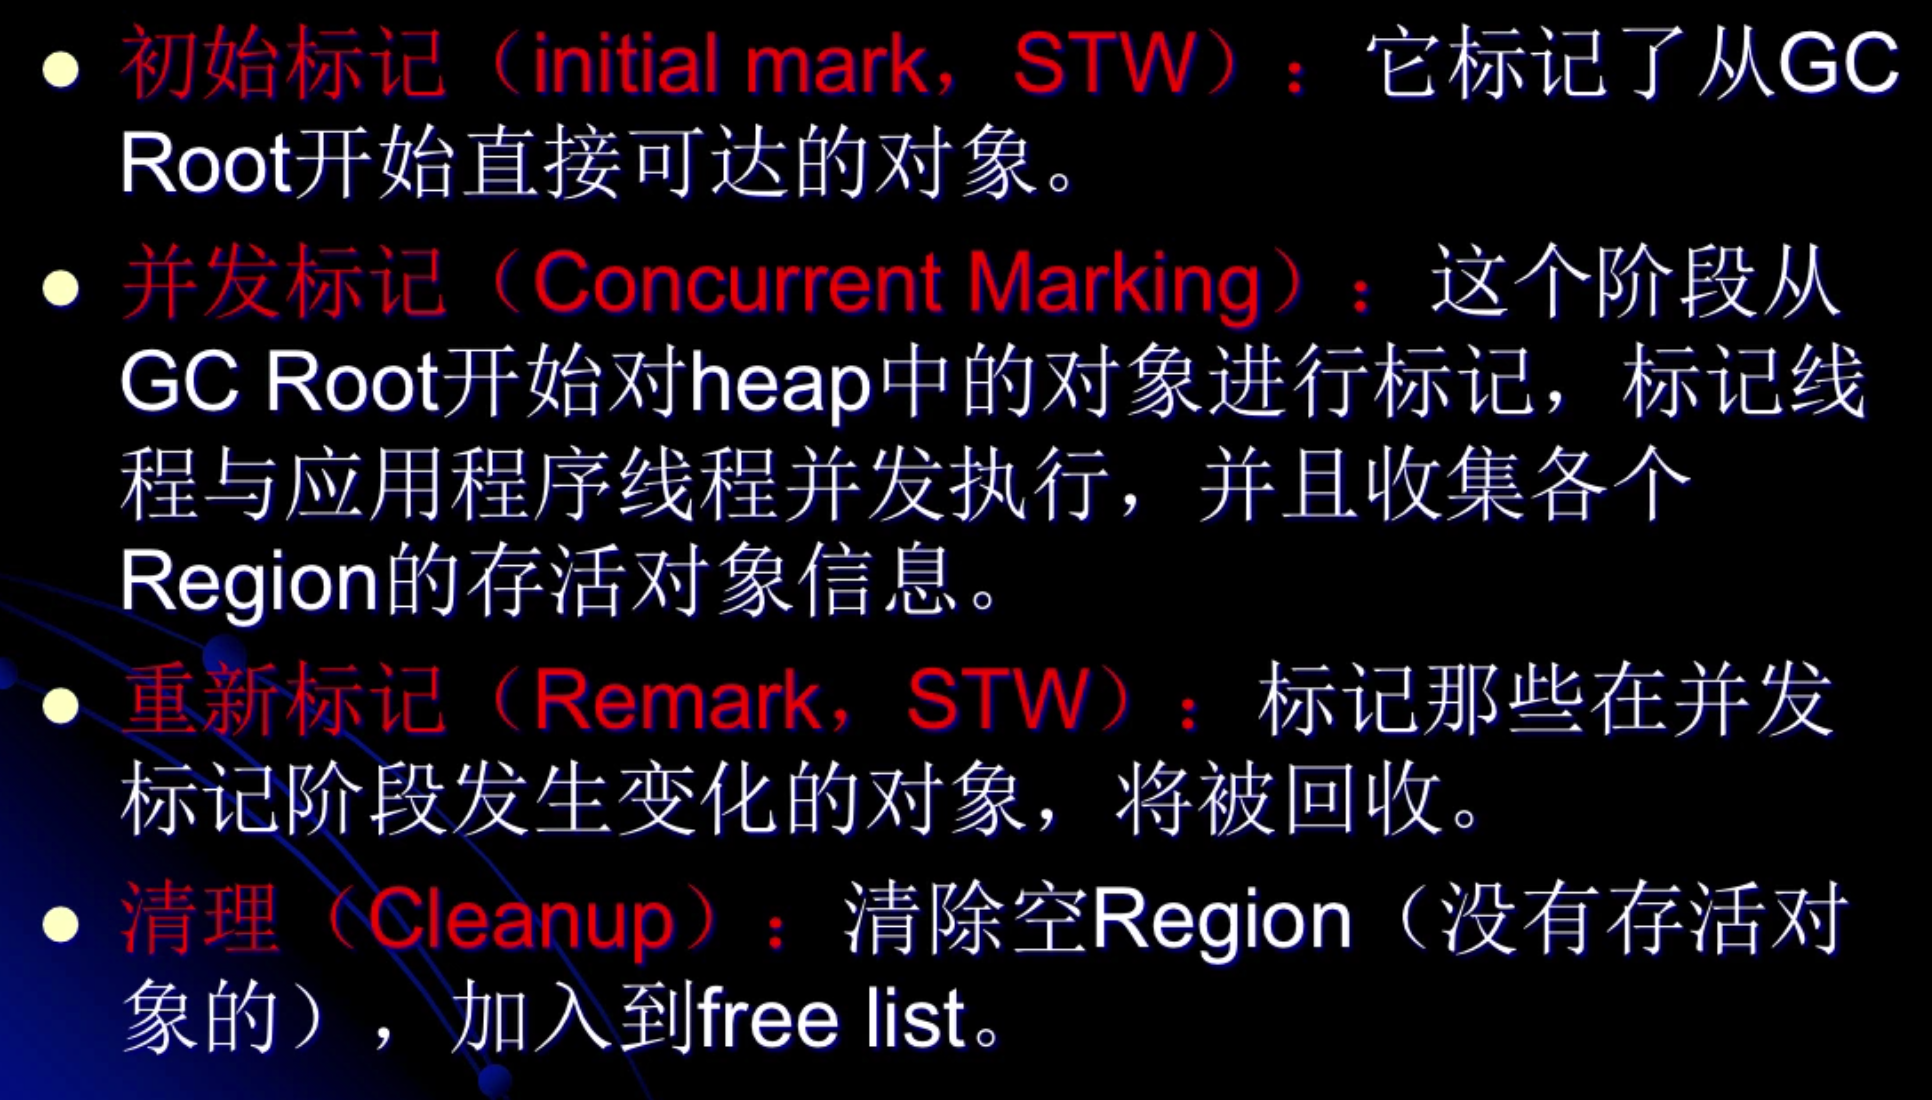 初始标记（initial mark，STW）：它标记了从GC
Root开始直接可达的对象。
并发标记（Concurrent Marking）：这个阶段从
GC Root开始对heap中的对象进行标记，标记线
程与应用程序线程并发执行，并且收集各个
Region的存活对象信息。
重新标记（Remark，STW）：标记那些在并发
标记阶段发生变化的对象，将被回收。
清理（Cleanup）：清除空Region（没有存活对
象的），加入到free list。